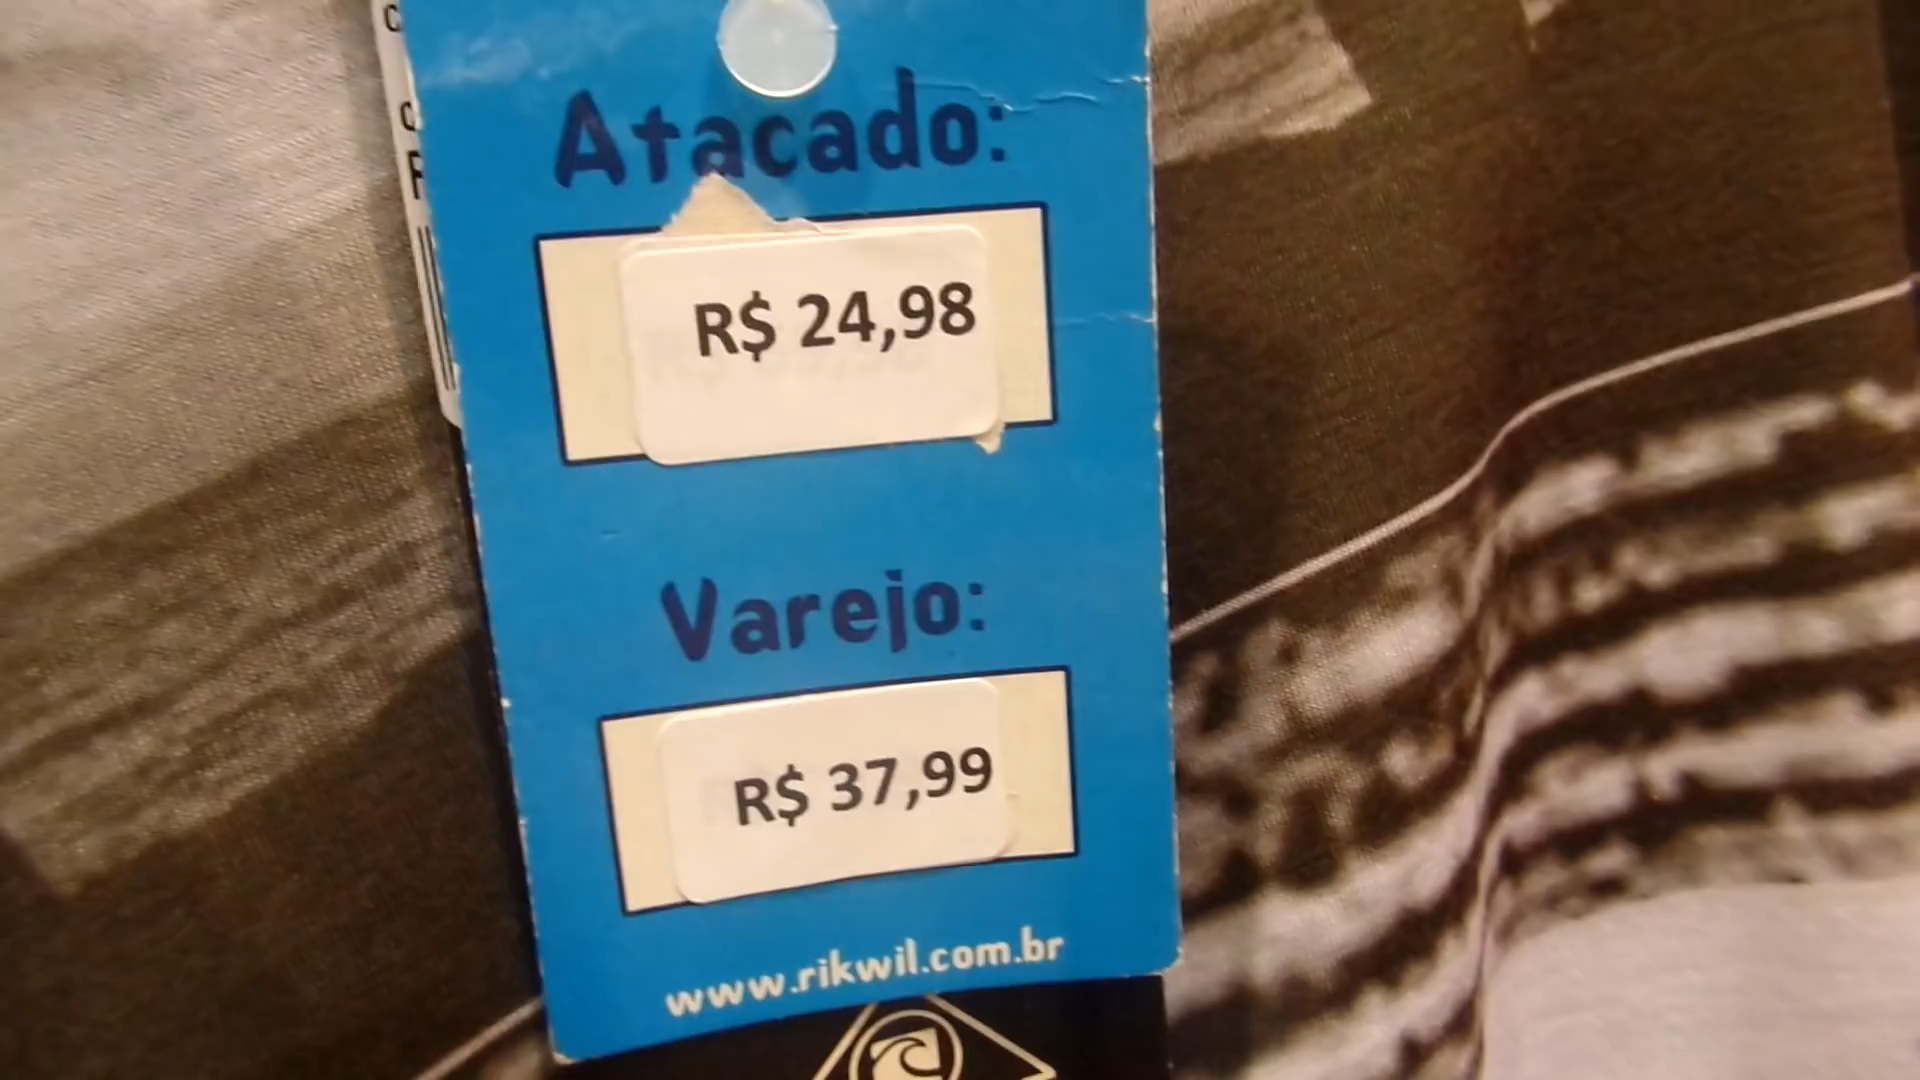 Atacado:
R$ 24,98
Varejo:
R$ 37,99
www.rikwil.com.br